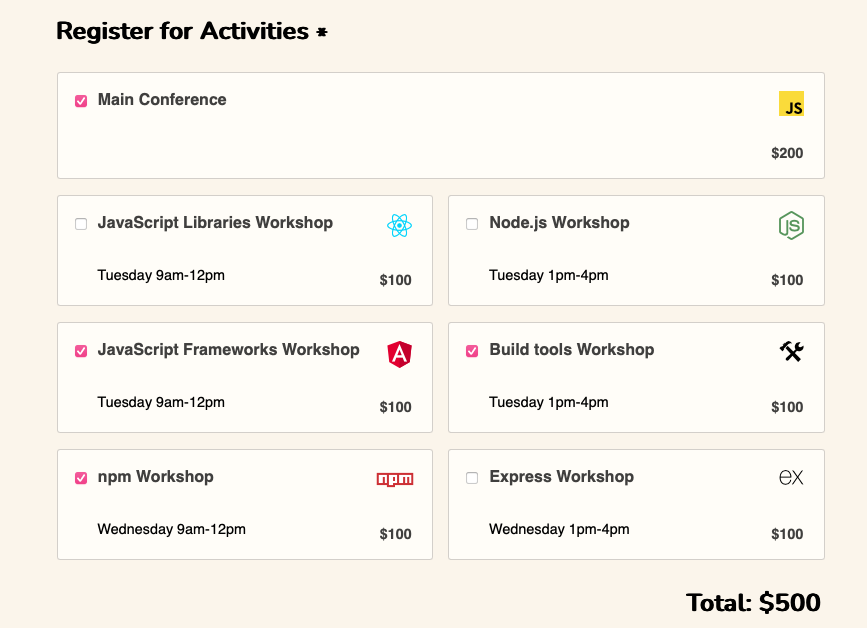 Register for Activities *
Main Conference
JS
$200
JavaScript Libraries Workshop
Tuesday 9am-12pm
$100
Node.js Workshop
JS
Tuesday 1pm-4pm
$100
JavaScript Frameworks Workshop
A
Tuesday 9am-12pm
$100
Build tools Workshop
Tuesday 1pm-4pm
$100
npm Workshop
npm
Wednesday 9am-12pm
$100
Express Workshop
ex
Wednesday 1pm-4pm
$100
Total: $500